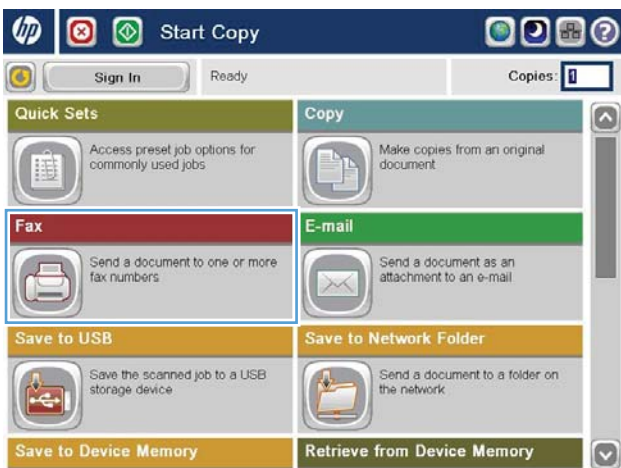 hp
Start Copy
?
Sign In
Ready
Copies: 1
Quick Sets
Access preset job options for
commonly used jobs
Copy
Make copies from an original
document
Fax
Send a document to one or more
fax numbers
E-mail
Send a document as an
attachment to an e-mail
Save to USB
Save the scanned job to a USB
storage device
Save to Network Folder
Send a document to a folder on
the network
Save to Device Memory
Retrieve from Device Memory